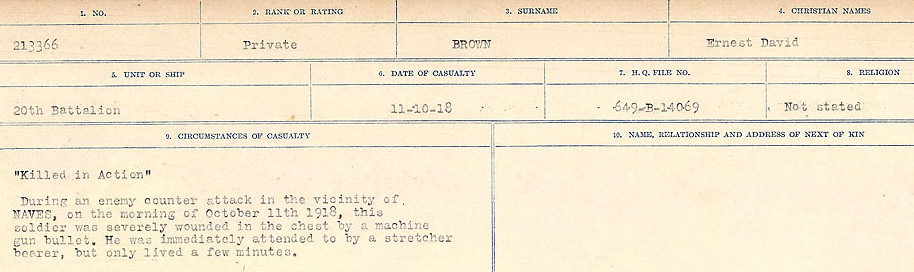 1. NO. 2. RANK OR RATING 3. SURNAME 4. CHRISTIAN NAMES
213366 Private BROWN Ernest David
5. UNIT OR SHIP 6. DATE OF CASUALTY 7. H.Q. FILE NO. 8. RELIGION
20th Battalion 11-10-18 649-B-14069 Not stated
9. CIRCUMSTANCES OF CASUALTY 10. NAME, RELATIONSHIP AND ADDRESS OF NEXT OF KIN
"Killed in Action"
During an enemy counter attack in the vicinity of
NAVES, on the morning of October 11th 1918, this
soldier was severely wounded in the chest by a machine
gun bullet. He was immediately attended to by a stretcher
bearer, but only lived a few minutes.